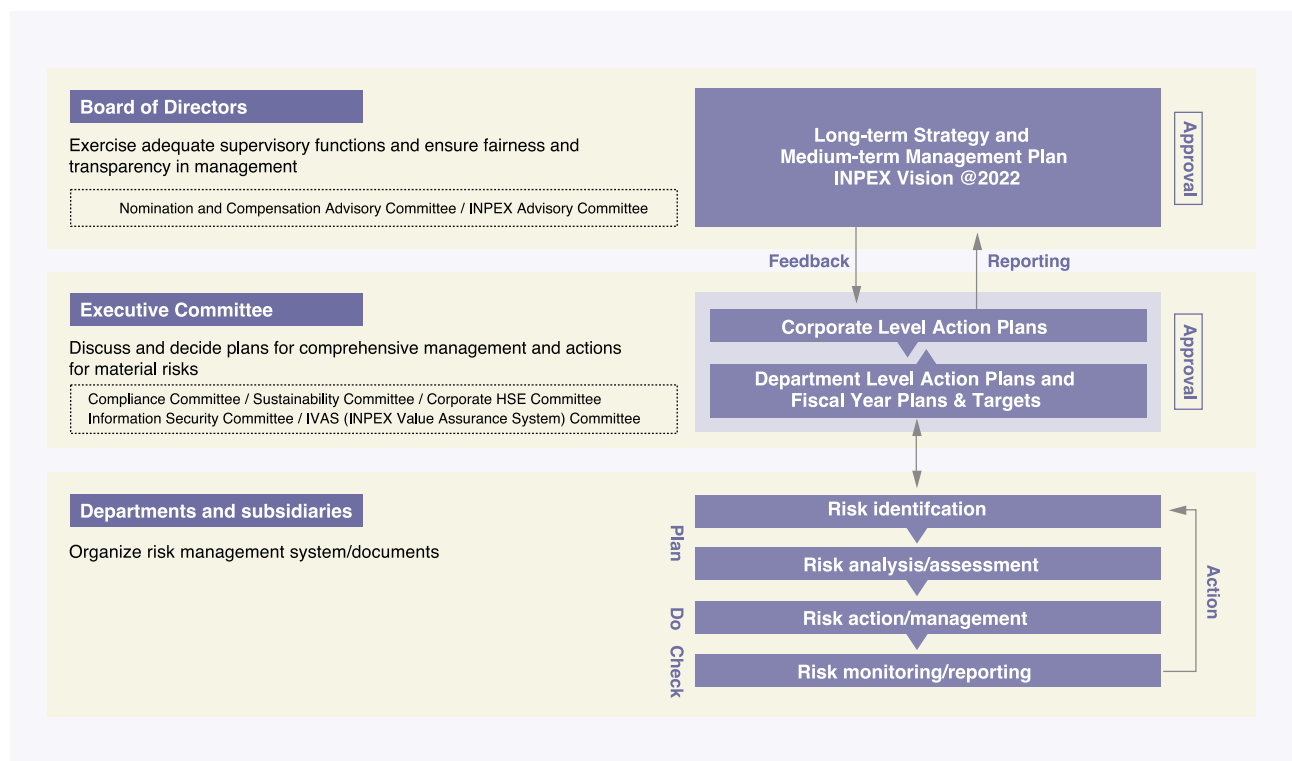 Board of Directors
Exercise adequate supervisory functions and ensure fairness and
transparency in management
Nomination and Compensation Advisory Committee / INPEX Advisory Committee
Long-term Strategy and
Medium-term Management Plan
INPEX Vision @2022
Approval
Feedback
Reporting
Executive Committee
Discuss and decide plans for comprehensive management and actions
for material risks
Compliance Committee / Sustainability Committee / Corporate HSE Committee
Information Security Committee / IVAS (INPEX Value Assurance System) Committee
Corporate Level Action Plans
Department Level Action Plans and
Fiscal Year Plans & Targets
Approval
Departments and subsidiaries
Organize risk management system/documents
Plan
Risk identifcation
Risk analysis/assessment
Do
Risk action/management
Check
Risk monitoring/reporting
Action